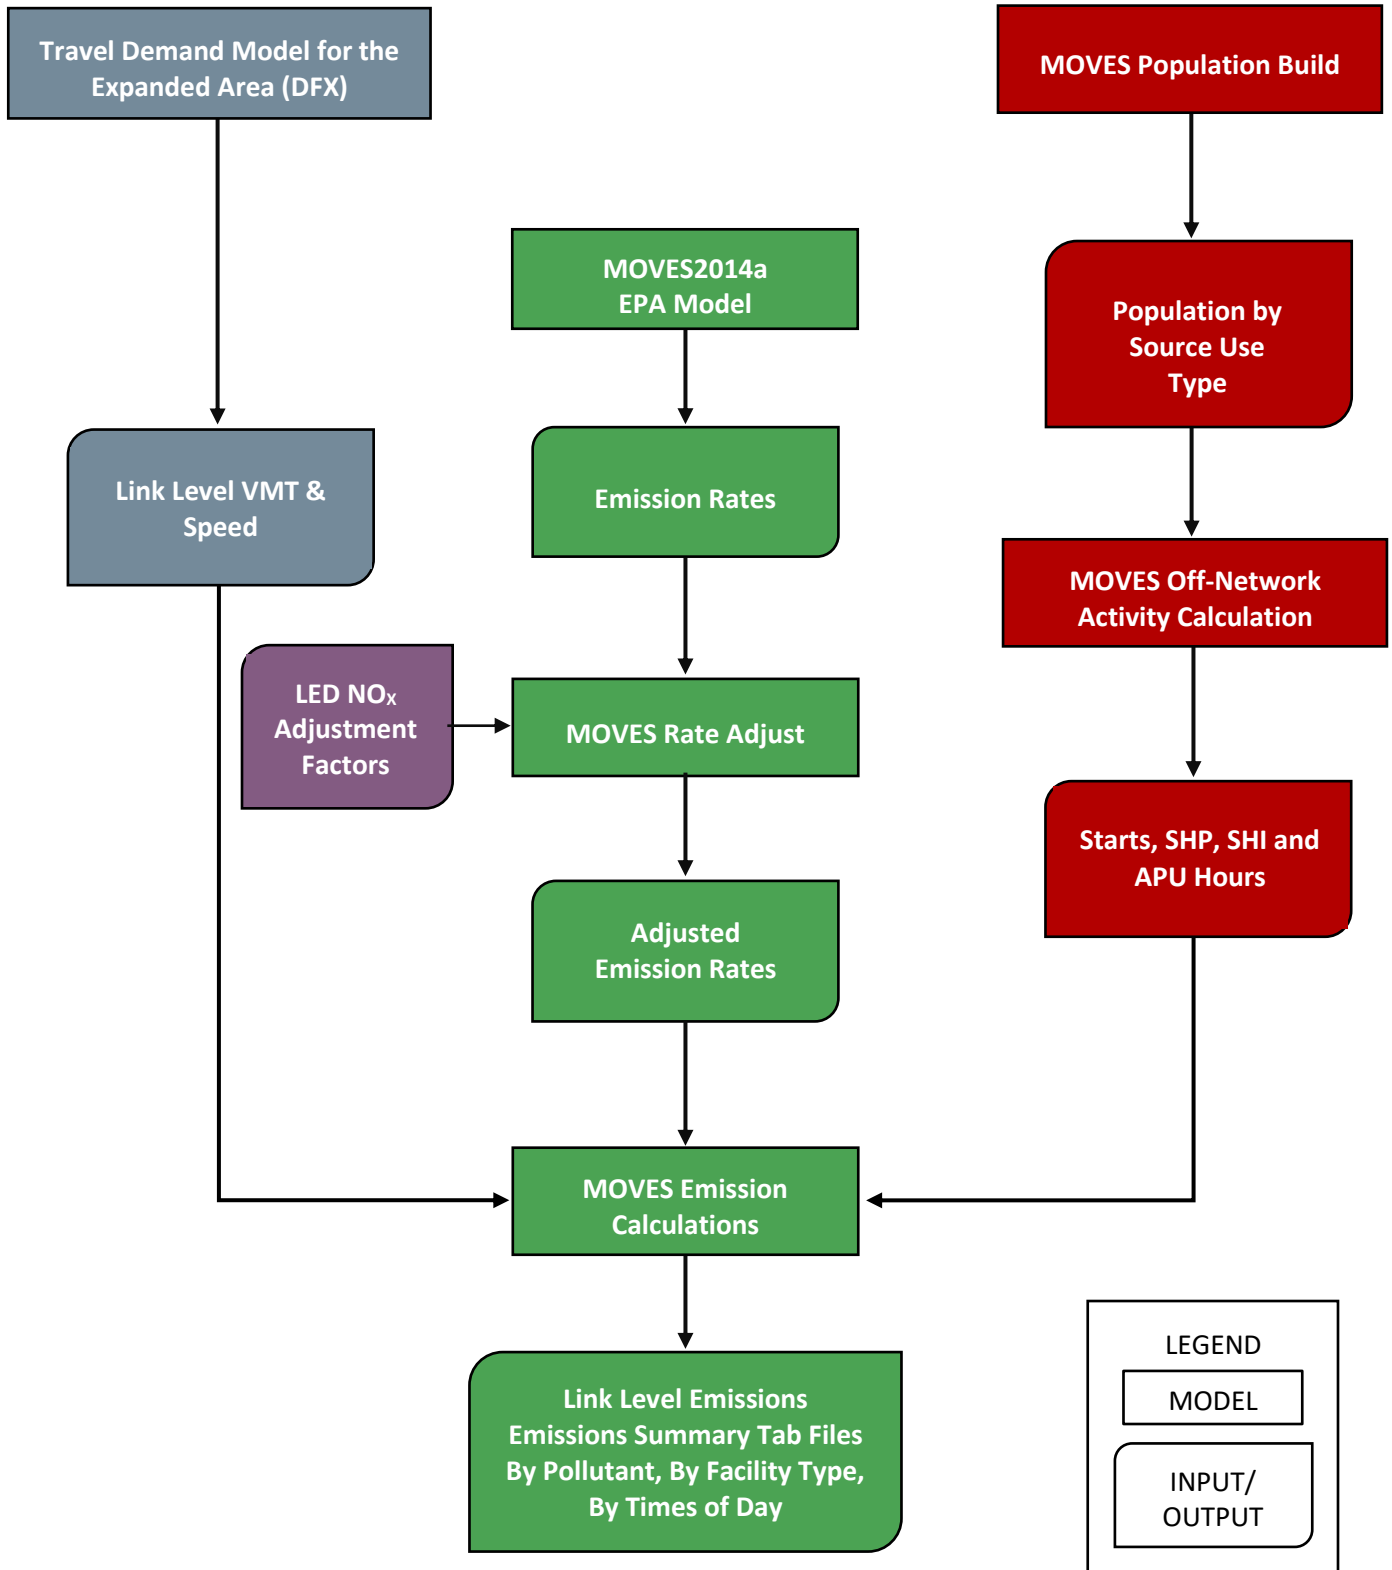 Travel Demand Model for the
Expanded Area (DFX)
MOVES Population Build
MOVES2014a
EPA Model
Population by
Source Use
Type
Link Level VMT &
Speed
Emission Rates
MOVES Off-Network
Activity Calculation
LED NOX
Adjustment
Factors
MOVES Rate Adjust
Starts, SHP, SHI and
APU Hours
Adjusted
Emission Rates
MOVES Emission
Calculations
Link Level Emissions
Emissions Summary Tab Files
By Pollutant, By Facility Type,
By Times of Day
LEGEND
MODEL
INPUT/
OUTPUT